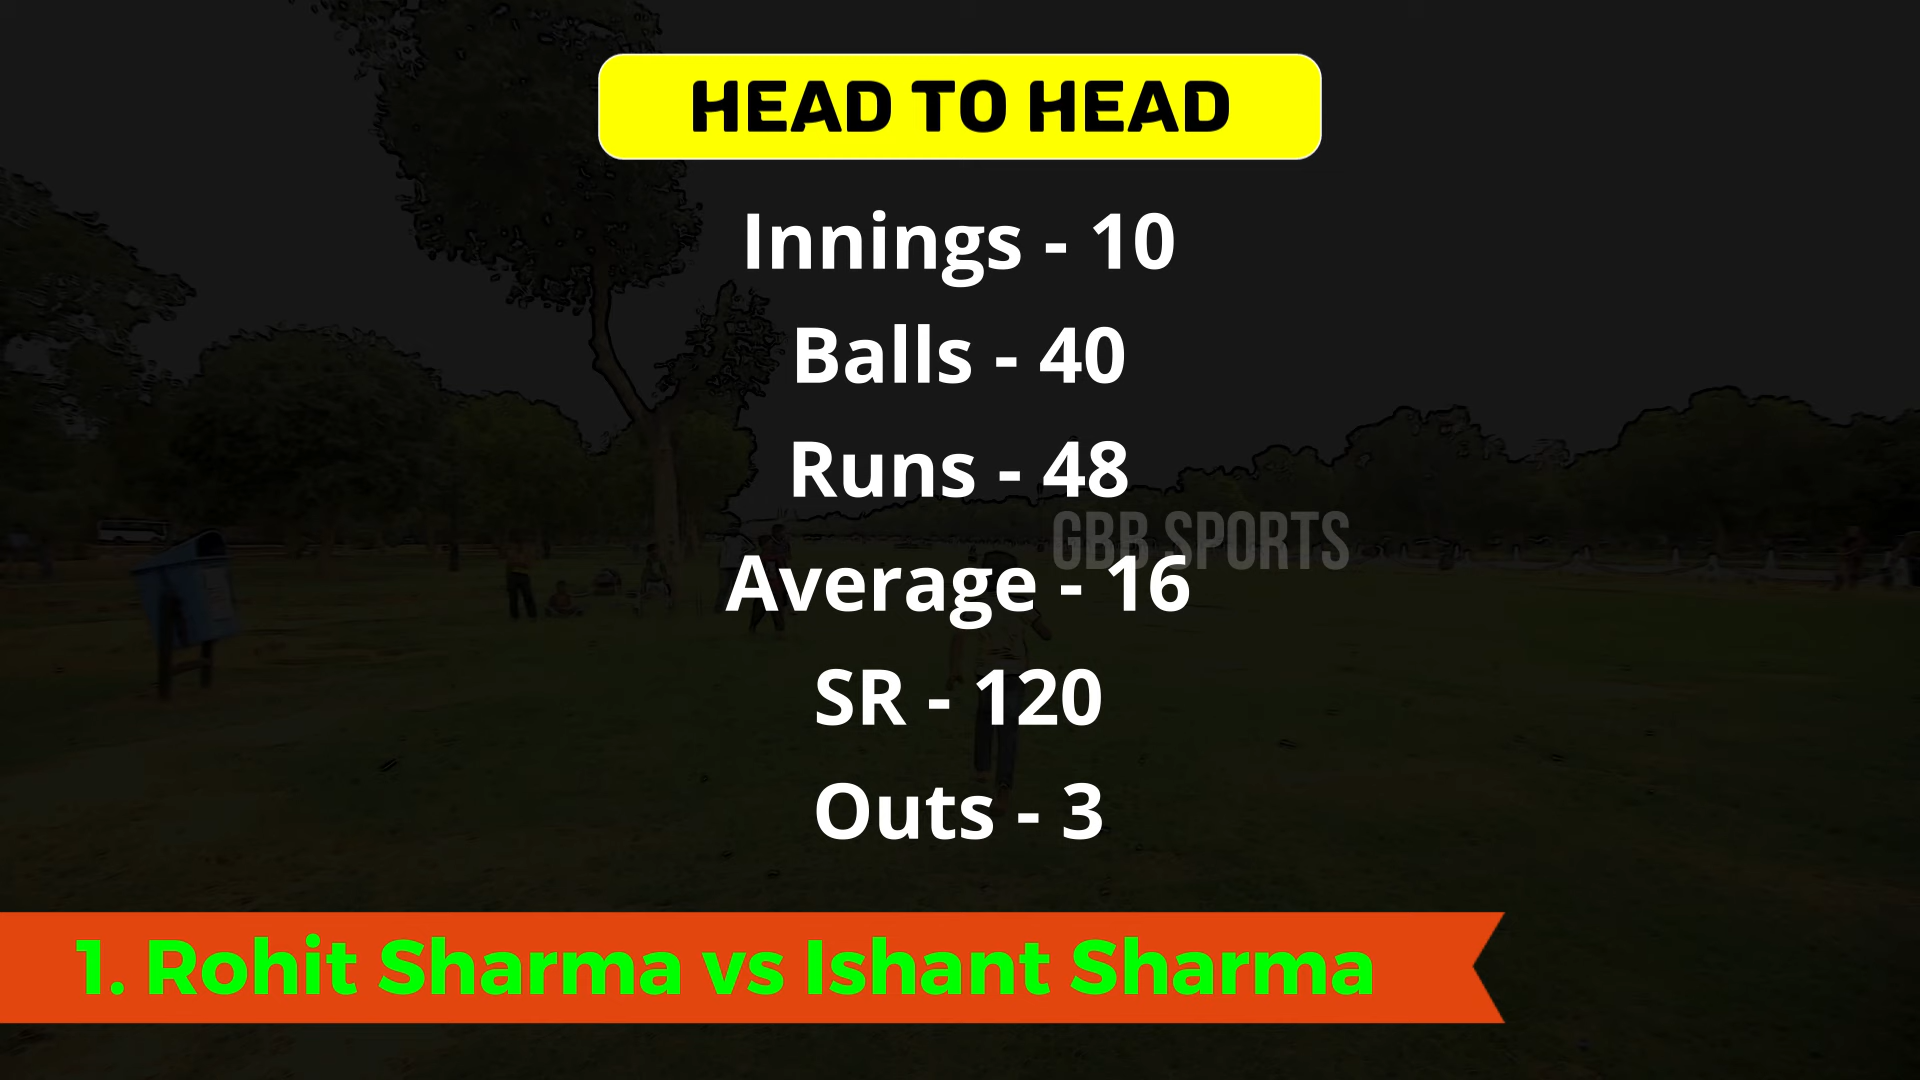 HEAD TO HEAD
Innings - 10
Balls - 40
Runs - 48
GBB SPORTS
Average - 16
SR - 120
Outs - 3
1. Rohit Sharma vs Ishant Sharma